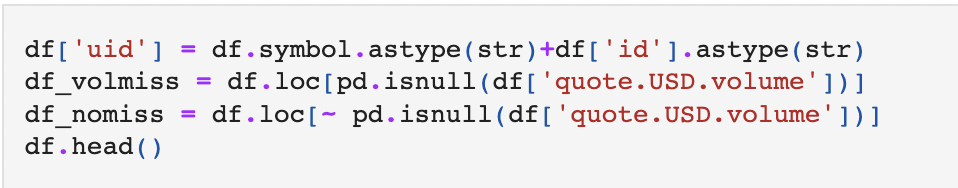 df['uid'] = df.symbol.astype(str)+df['id'].astype(str)
df_volmiss = df.loc[pd.isnull(df['quote.USD.volume'])]
df_nomiss = df.loc[~ pd.isnull(df['quote.USD.volume'])]
df.head()